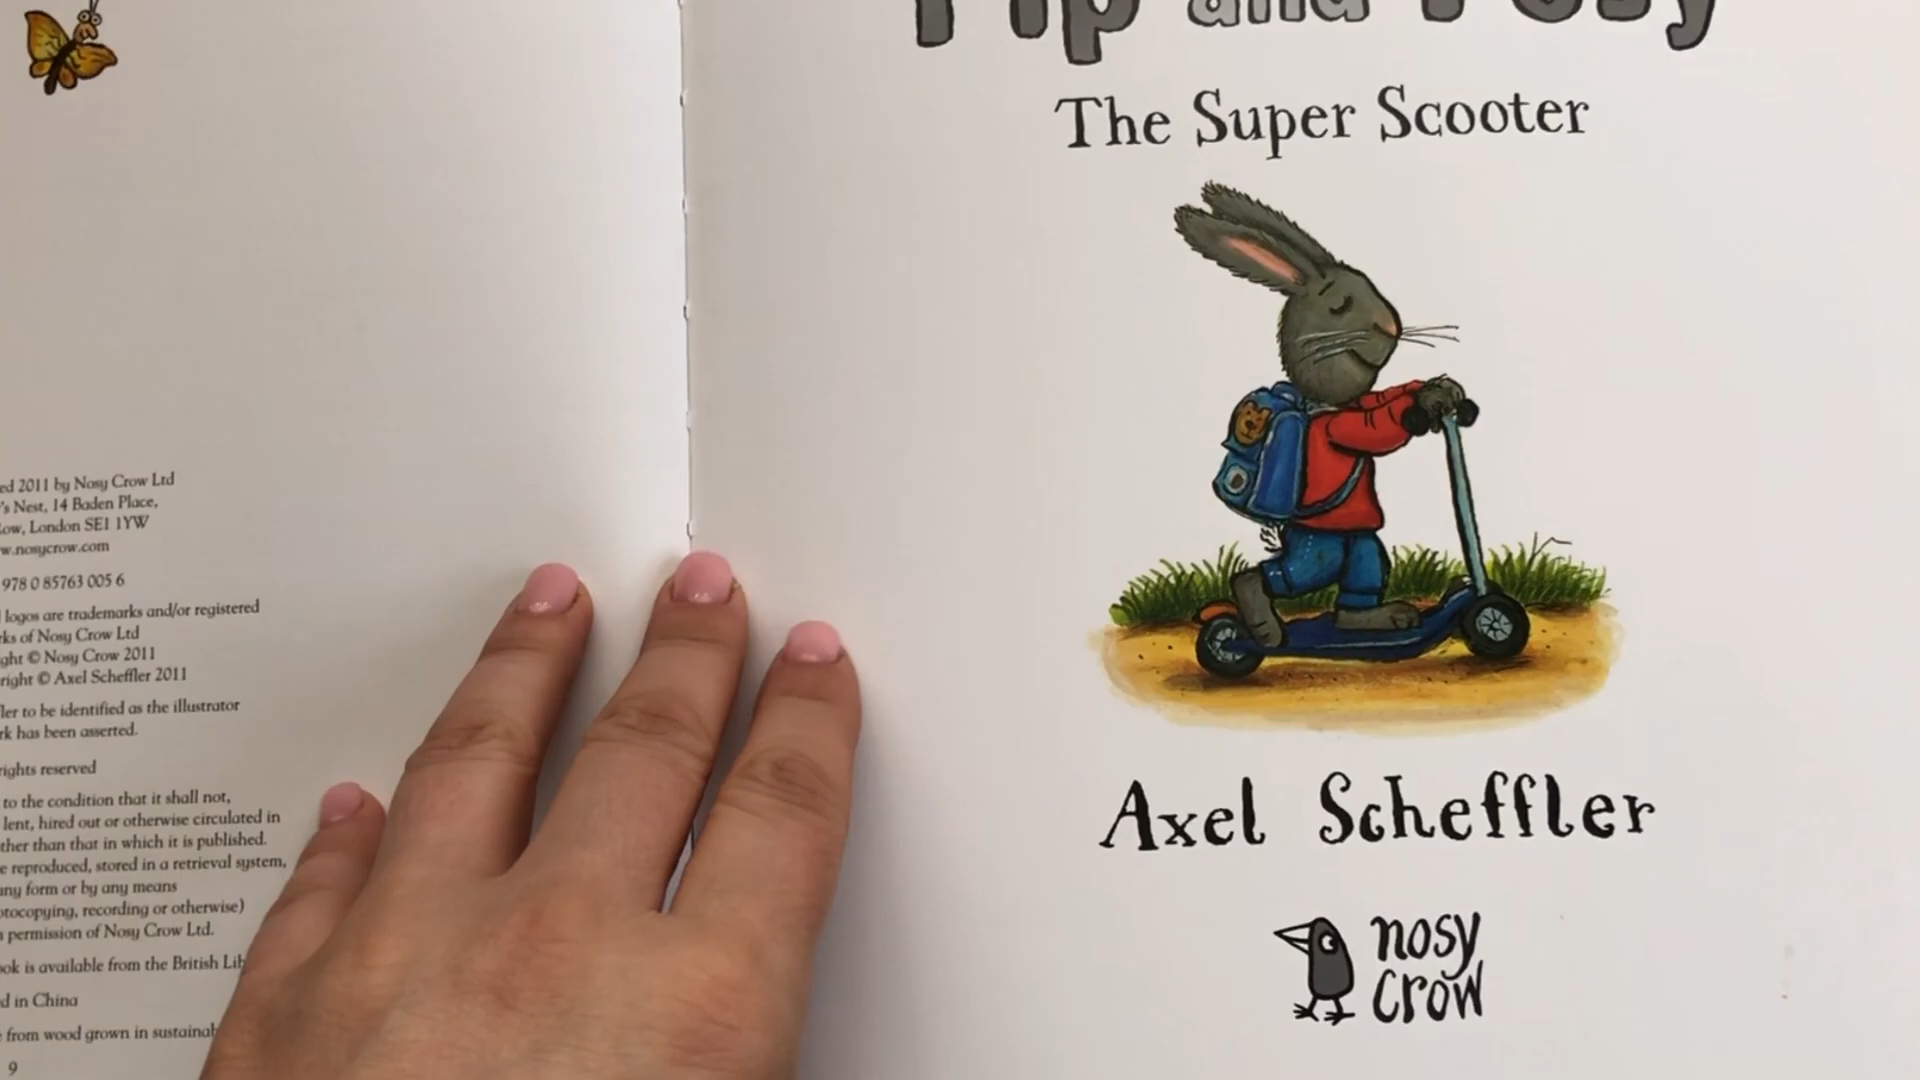 ed 2011 by Nosy Crow Ltd
's Nest, 14 Baden Place,
London SE1 1YW
w.nosycrow.com
978 0 85763 005 6
logos are trademarks and/or registered
ks of Nosy Crow Ltd
ght © Nosy Crow 2011
right © Axel Scheffler 2011
ler to be identified as the illustrator
rk has been asserted.
rights reserved
to the condition that it shall not,
lent, hired out or otherwise circulated in
ther than that in which it is published.
e reproduced, stored in a retrieval system,
any form or by any means
otocopying, recording or otherwise)
permission of Nosy Crow Ltd.
ook is available from the British Lib
d in China
from wood grown in sustainab
9
Pip and Posy
The Super Scooter
Axel Scheffler
nosy
crow